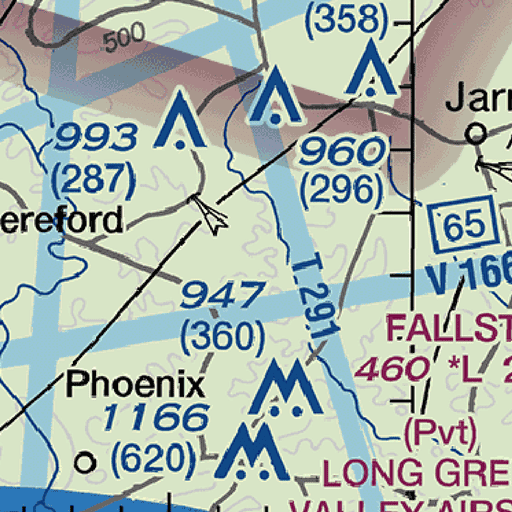 (358)
500
Jarr
993
(287)
960
(296)
ereford
65
V 166
T 291
947
(360)
FALLST
460 *L 2
Phoenix
1166
(620)
(Pvt)
LONG GRE
VALLEY AIRS